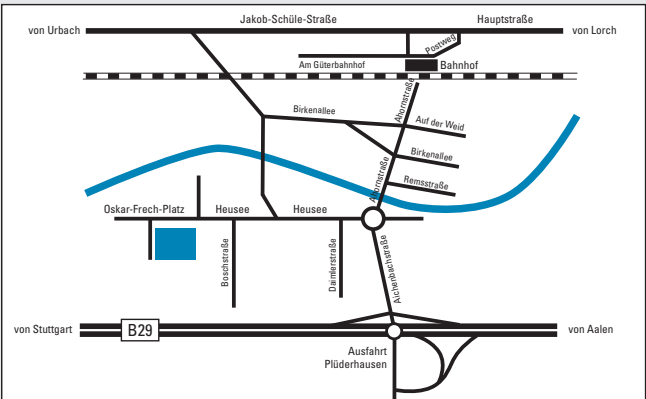 Jakob-Schüle-Straße
Hauptstraße
von Urbach
von Lorch
Postweg
Am Güterbahnhof
Bahnhof
Ahornstraße
Birkenallee
Auf der Weid
Birkenallee
Ahornstraße
Remsstraße
Oskar-Frech-Platz
Heusee
Heusee
Boschstraße
Daimlerstraße
Aichenbachstraße
von Stuttgart
B29
von Aalen
Ausfahrt
Plüderhausen